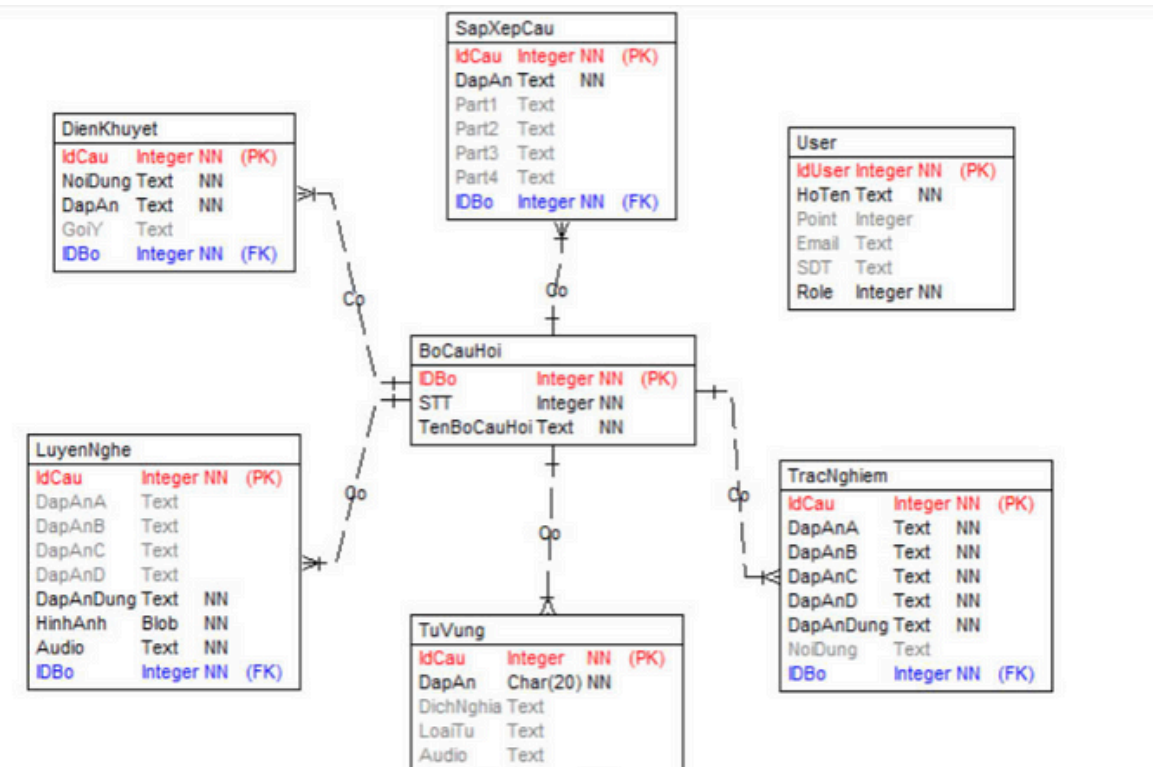 SapXepCau
IdCau Integer NN (PK)
DapAn Text NN
Part1 Text
Part2 Text
Part3 Text
Part4 Text
IDBo Integer NN (FK)
DienKhuyet
IdCau Integer NN (PK)
NoiDung Text NN
DapAn Text NN
GoiY Text
IDBo Integer NN (FK)
User
IdUser Integer NN (PK)
HoTen Text NN
Point Integer
Email Text
SDT Text
Role Integer NN
Co
Co
BoCauHoi
IDBo Integer NN (PK)
STT Integer NN
TenBoCauHoi Text NN
LuyenNghe
IdCau Integer NN (PK)
DapAnA Text
DapAnB Text
DapAnC Text
DapAnD Text
DapAnDung Text NN
HinhAnh Blob NN
Audio Text NN
IDBo Integer NN (FK)
Co
Co
Co
TracNghiem
IdCau Integer NN (PK)
DapAnA Text NN
DapAnB Text NN
DapAnC Text NN
DapAnD Text NN
DapAnDung Text NN
NoiDung Text
IDBo Integer NN (FK)
TuVung
IdCau Integer NN (PK)
DapAn Char(20) NN
DichNghia Text
LoaiTu Text
Audio Text